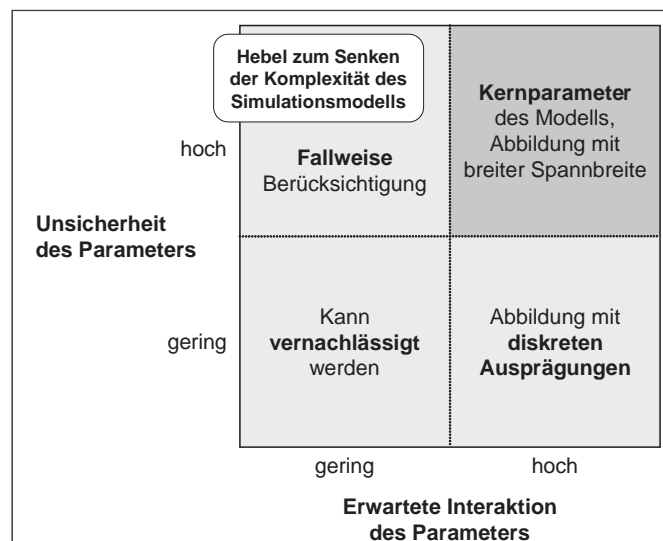 Hebel zum Senken
der Komplexität des
Simulationsmodells
Kernparameter
des Modells,
Abbildung mit
breiter Spannbreite
hoch
Fallweise
Berücksichtigung
Unsicherheit
des Parameters
gering
Kann
vernachlässigt
werden
Abbildung mit
diskreten
Ausprägungen
gering
hoch
Erwartete Interaktion
des Parameters